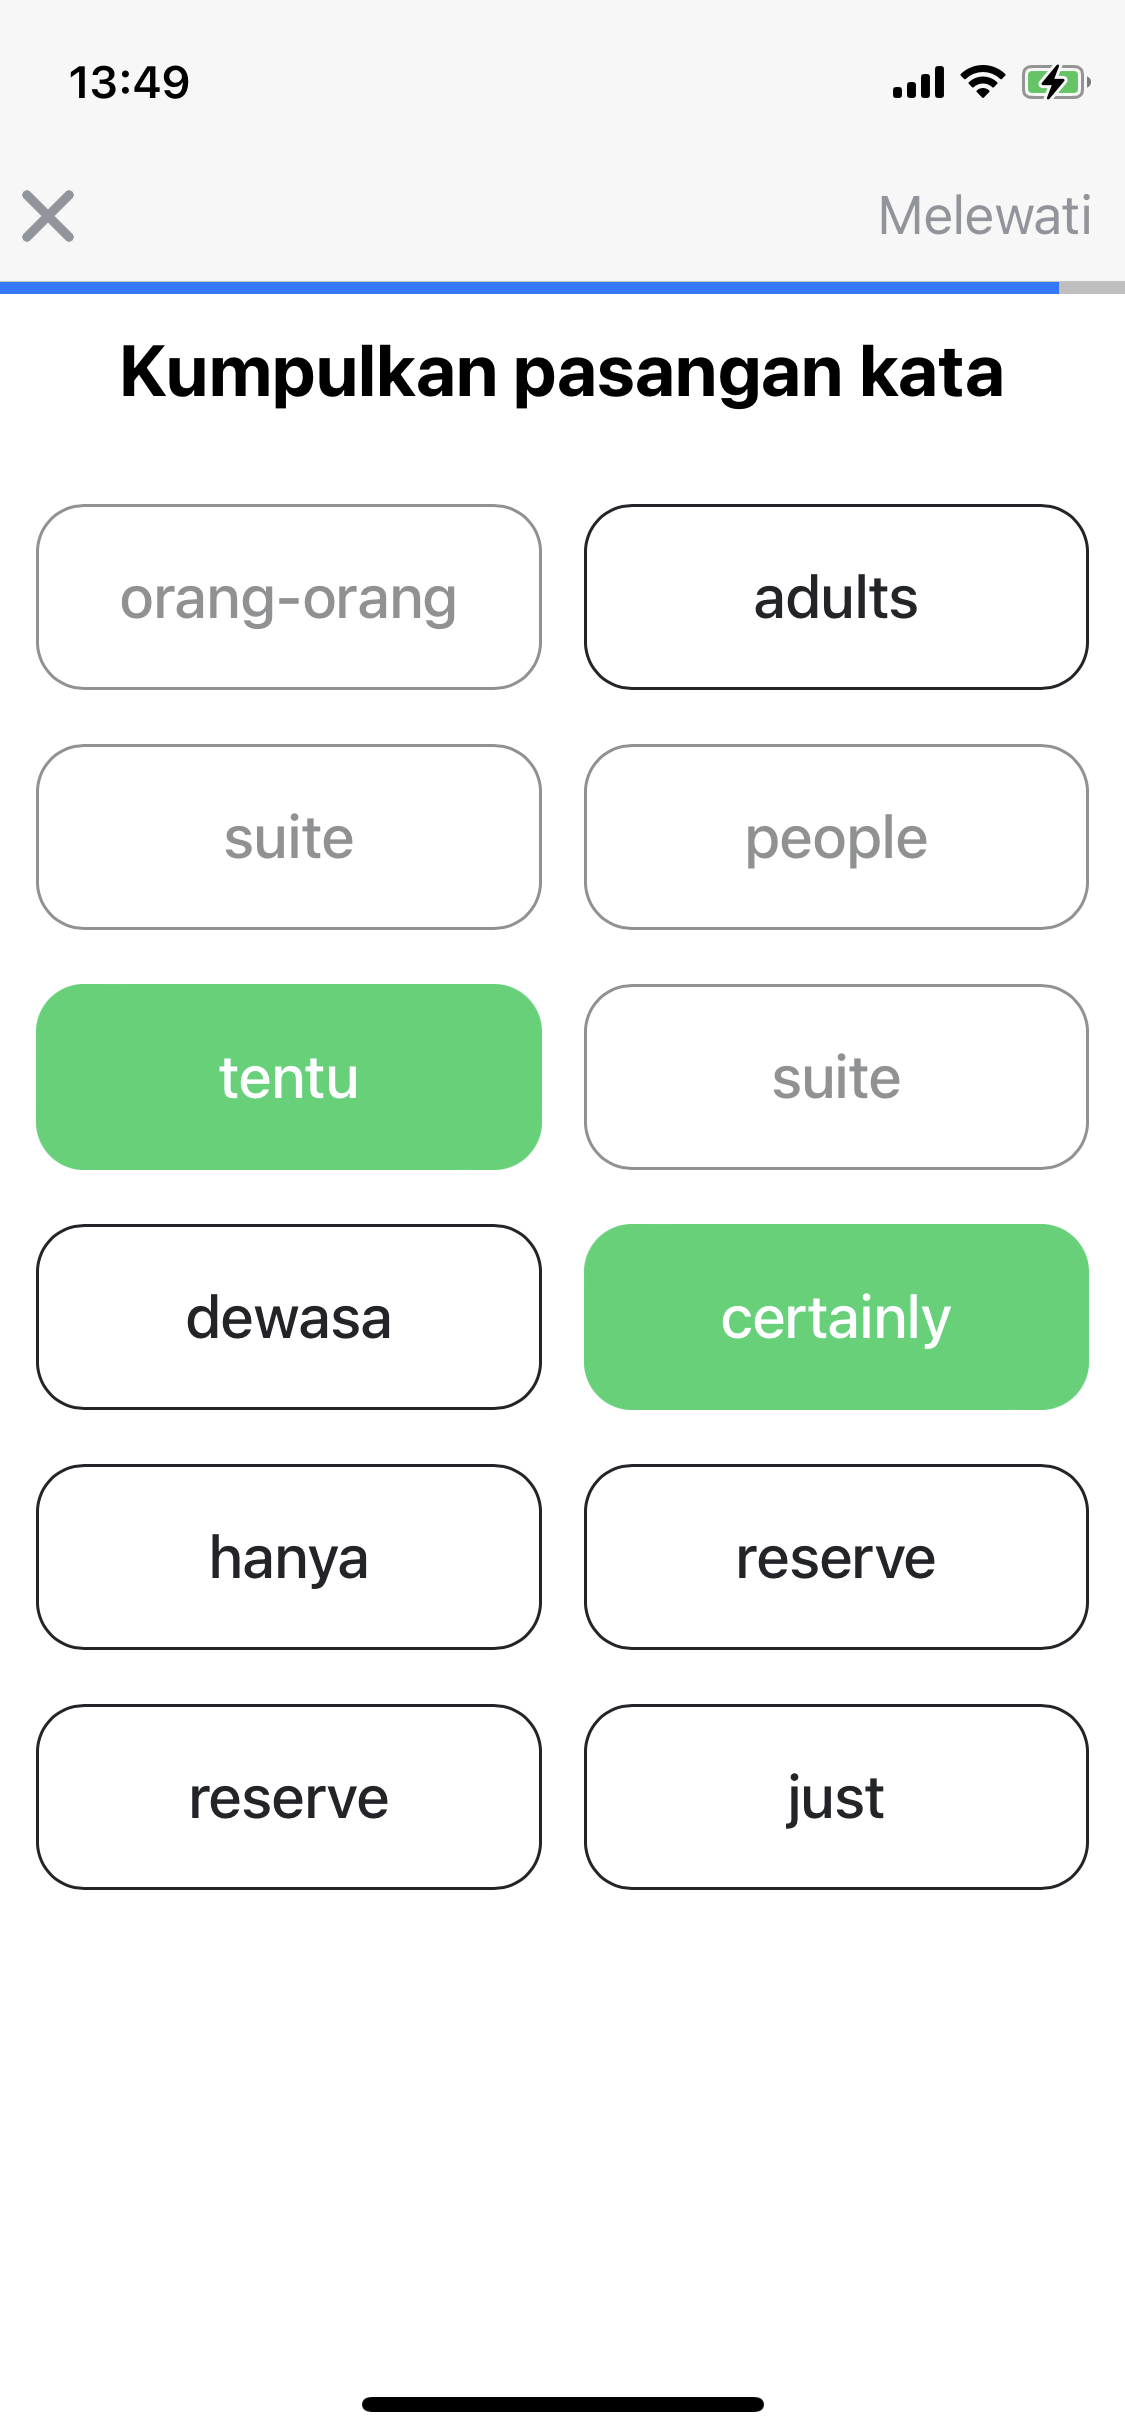 13:49
Melewati
Kumpulkan pasangan kata
orang-orang
adults
suite
people
tentu
suite
dewasa
certainly
hanya
reserve
reserve
just